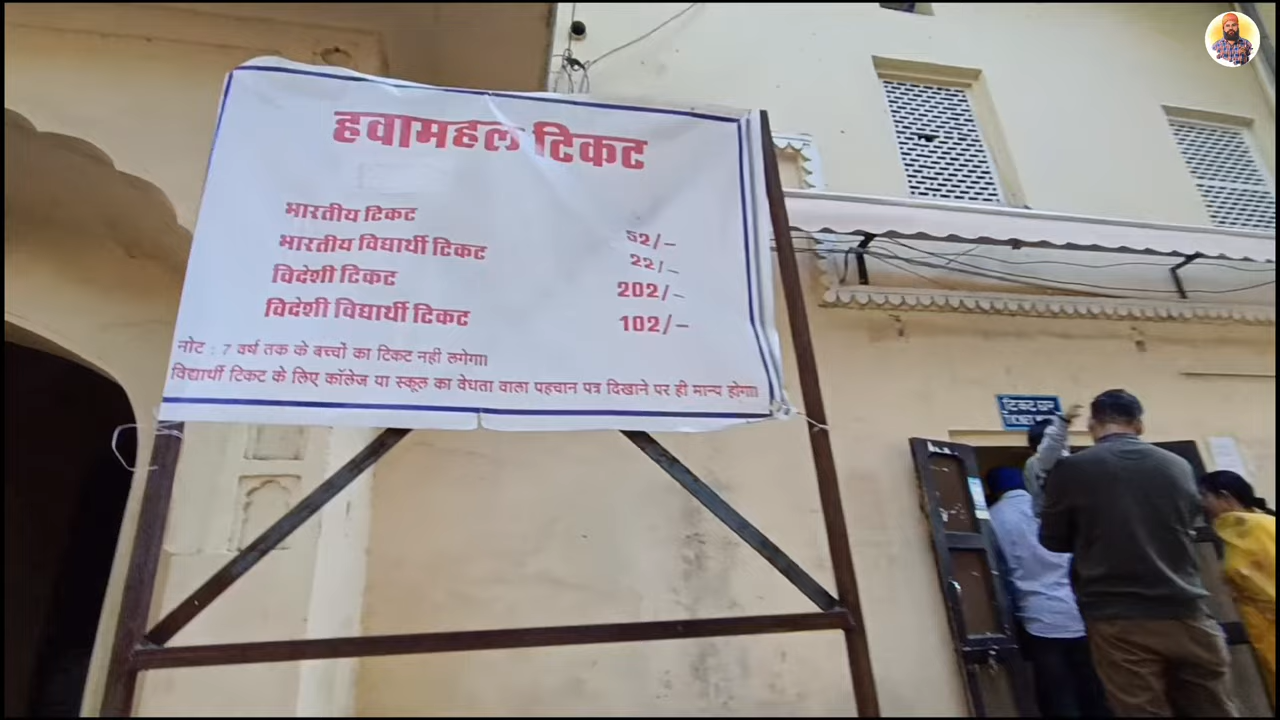 हवामहल टिकट
भारतीय टिकट 52/-
भारतीय विद्यार्थी टिकट 22/-
विदेशी टिकट 202/-
विदेशी विद्यार्थी टिकट 102/-
नोट : 7 वर्ष तक के बच्चों का टिकट नही लगेगा।
विद्यार्थी टिकट के लिए कॉलेज या स्कूल का वेधता वाला पहचान पत्र दिखाने पर ही मान्य होगा।
टिकट